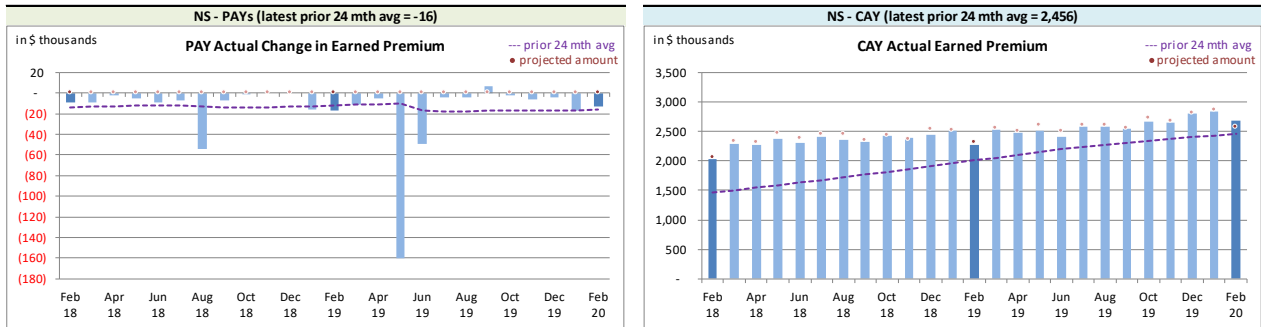 NS - PAYs (latest prior 24 mth avg = -16)
in $ thousands
PAY Actual Change in Earned Premium
--- prior 24 mth avg
• projected amount
20
-
(20)
(40)
(60)
(80)
(100)
(120)
(140)
(160)
(180)
Feb Apr Jun Aug Oct Dec Feb Apr Jun Aug Oct Dec Feb
18 18 18 18 18 18 19 19 19 19 19 19 20
NS - CAY (latest prior 24 mth avg = 2,456)
in $ thousands
CAY Actual Earned Premium
--- prior 24 mth avg
• projected amount
3,500
3,000
2,500
2,000
1,500
1,000
500
-
Feb Apr Jun Aug Oct Dec Feb Apr Jun Aug Oct Dec Feb
18 18 18 18 18 18 19 19 19 19 19 19 20